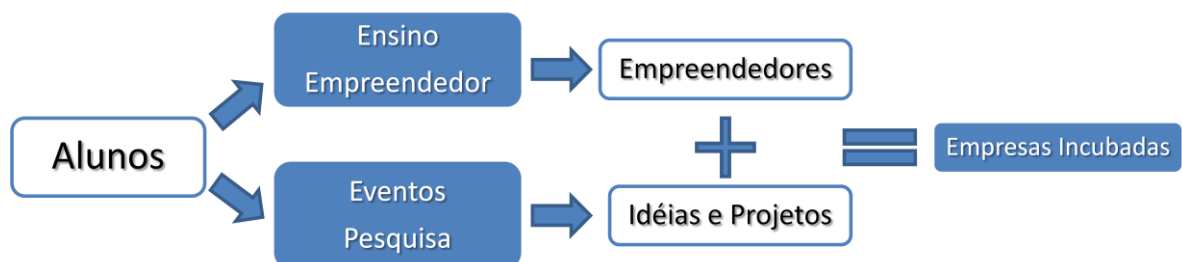 Alunos
Ensino
Empreendedor
Empreendedores
Eventos
Pesquisa
Idéias e Projetos
Empresas Incubadas